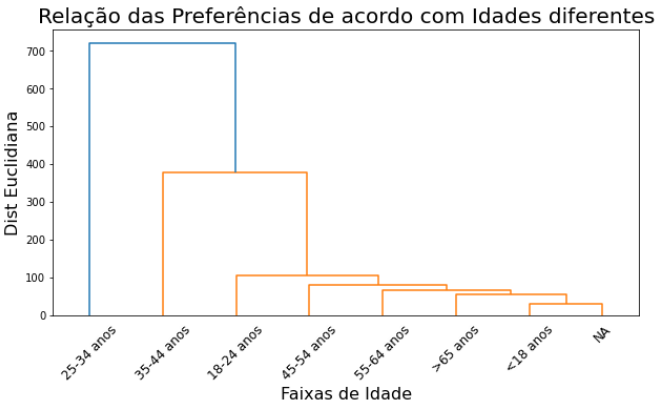 Relação das Preferências de acordo com Idades diferentes
700
600
500
400
300
200
100
0
Dist Euclidiana
25-34 anos
35-44 anos
18-24 anos
45-54 anos
55-64 anos
>65 anos
<18 anos
NA
Faixas de Idade